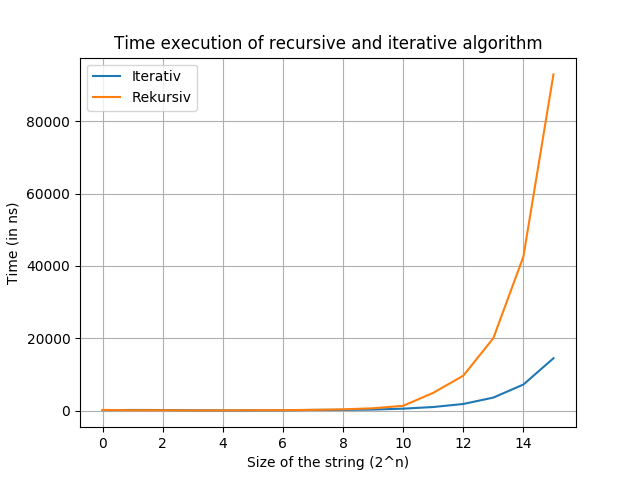 Time execution of recursive and iterative algorithm
Iterativ
Rekursiv
80000
60000
40000
20000
0
Time (in ns)
0 2 4 6 8 10 12 14
Size of the string (2^n)